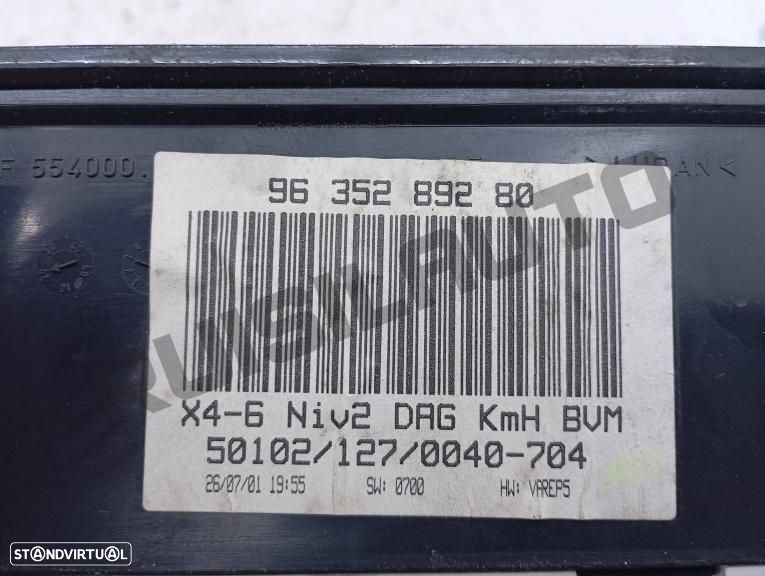 F 554000.
96 352 892 80
RUISILAUTO
X4-6 Niv2 DAG KmH BVM
50102/127/0040-704
26/07/01 19:55 SW: 0700 HW: VAREP5
STANDVIRTUAL